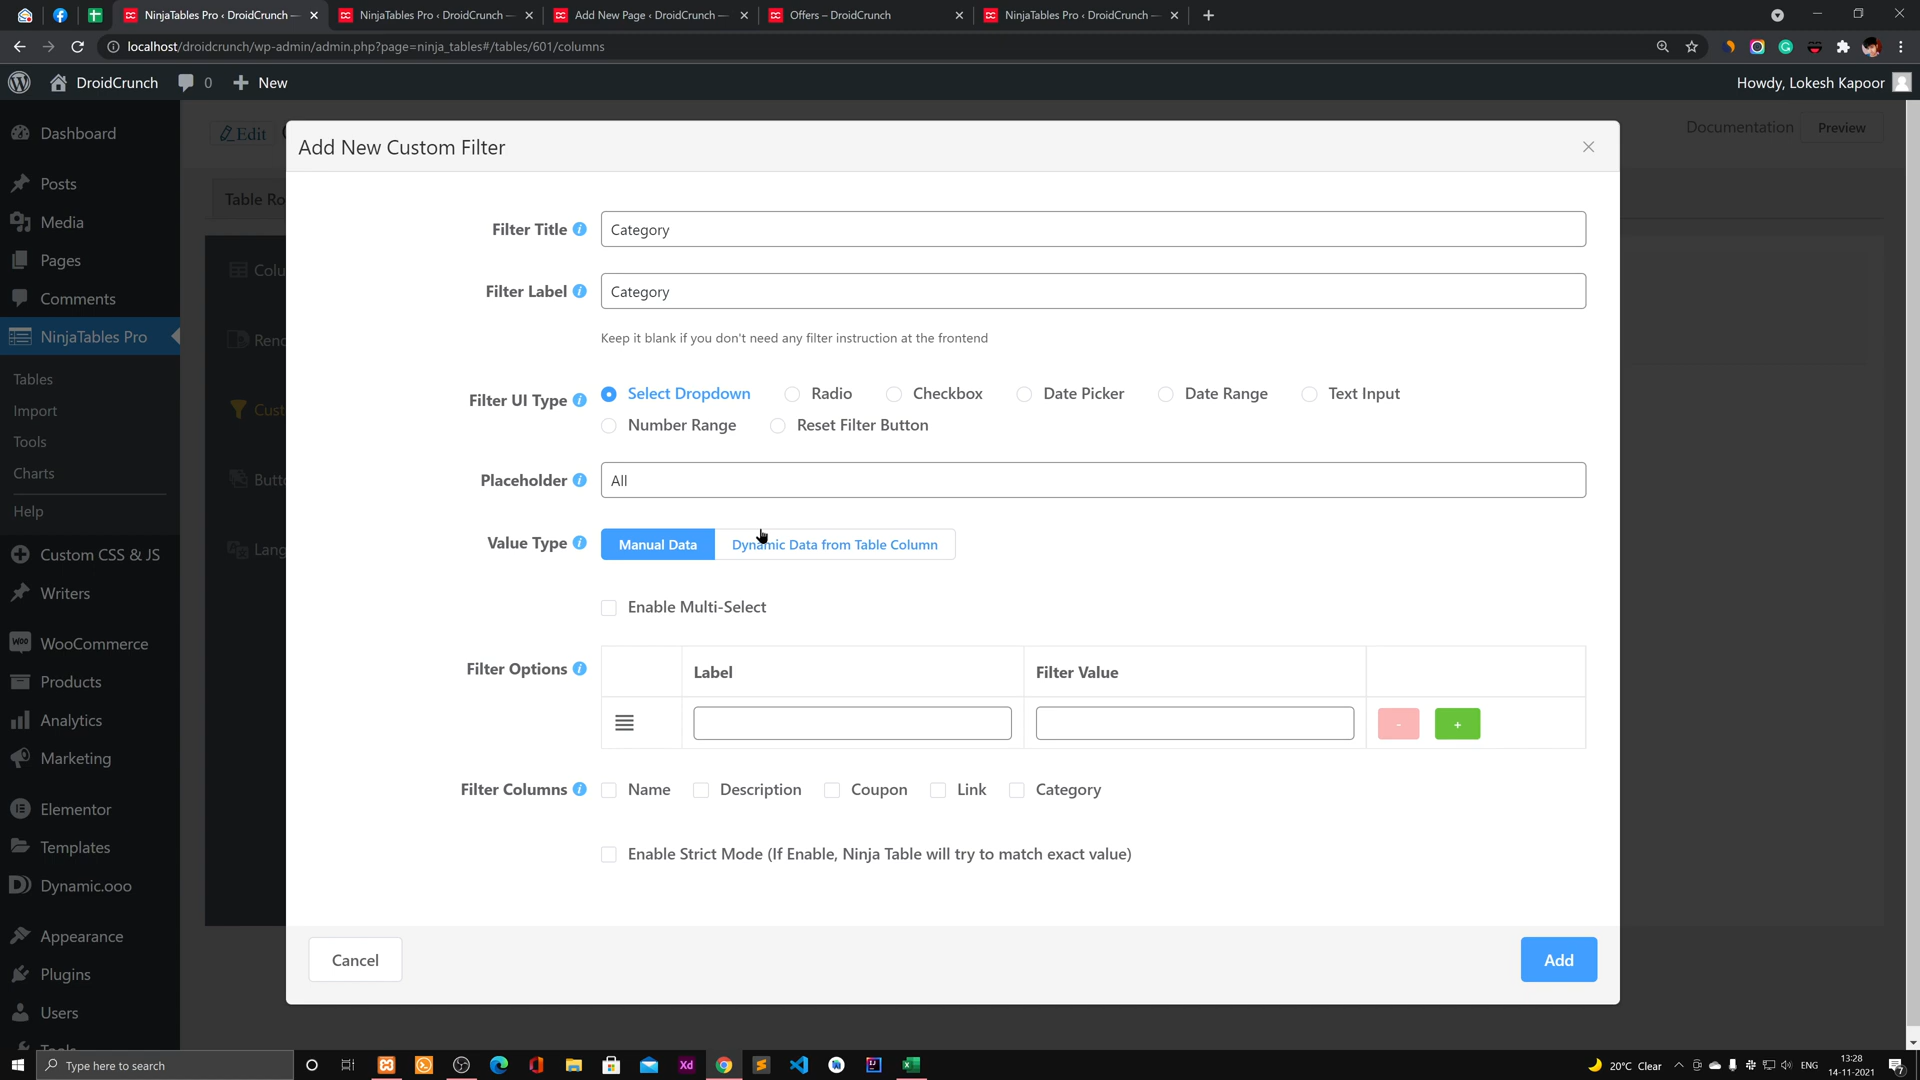 NinjaTables Pro ‹ DroidCrunch —
NinjaTables Pro ‹ DroidCrunch —
Add New Page ‹ DroidCrunch —
Offers – DroidCrunch
NinjaTables Pro ‹ DroidCrunch —
localhost/droidcrunch/wp-admin/admin.php?page=ninja_tables#/tables/601/columns
DroidCrunch
0
New
Howdy, Lokesh Kapoor
Dashboard
Posts
Media
Pages
Comments
NinjaTables Pro
Tables
Import
Tools
Charts
Help
Custom CSS & JS
Writers
WooCommerce
Products
Analytics
Marketing
Elementor
Templates
Dynamic.ooo
Appearance
Plugins
Users
Tools
Edit
Documentation
Preview
Table Ro
Colu
Rend
Cust
Butt
Lang
Add New Custom Filter
Filter Title
Category
Filter Label
Category
Keep it blank if you don't need any filter instruction at the frontend
Filter UI Type
Select Dropdown
Radio
Checkbox
Date Picker
Date Range
Text Input
Number Range
Reset Filter Button
Placeholder
All
Value Type
Manual Data
Dynamic Data from Table Column
Enable Multi-Select
Filter Options
Label
Filter Value
-
+
Filter Columns
Name
Description
Coupon
Link
Category
Enable Strict Mode (If Enable, Ninja Table will try to match exact value)
Cancel
Add
Type here to search
Xd
20°C Clear
ENG
13:28
14-11-2021
7